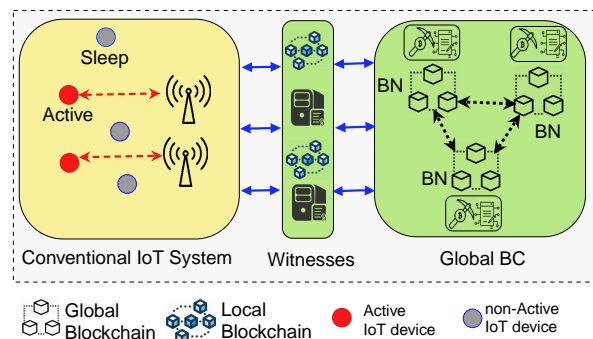 Sleep
Active
BN
BN
BN
Conventional IoT System
Witnesses
Global BC
Global
Blockchain
Local
Blockchain
Active
IoT device
non-Active
IoT device